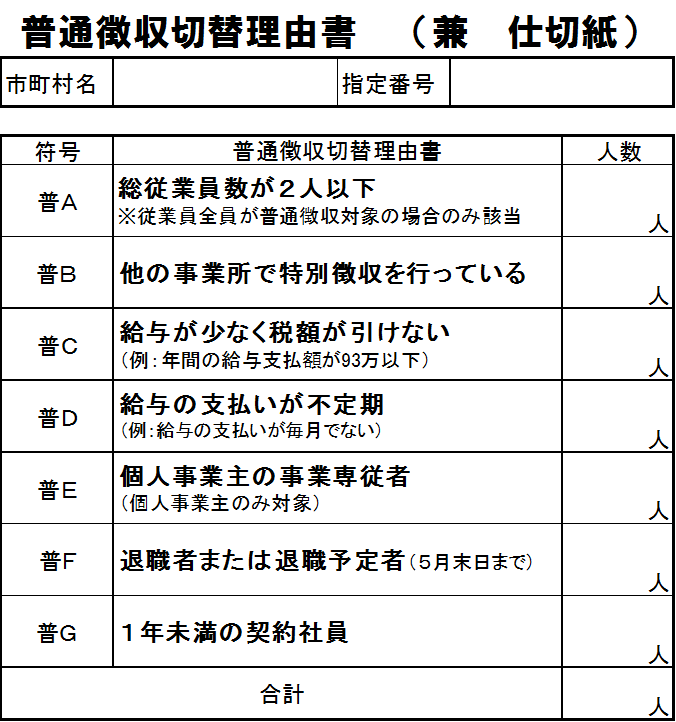 普通徴収切替理由書　（兼　仕切紙）
市町村名　指定番号
符号　普通徴収切替理由書　人数
普Ａ　総従業員数が２人以下
※従業員全員が普通徴収対象の場合のみ該当
人
普Ｂ　他の事業所で特別徴収を行っている
人
普Ｃ　給与が少なく税額が引けない
（例：年間の給与支払額が93万以下）
人
普Ｄ　給与の支払いが不定期
（例：給与の支払いが毎月でない）
人
普Ｅ　個人事業主の事業専従者
（個人事業主のみ対象）
人
普Ｆ　退職者または退職予定者（５月末日まで）
人
普Ｇ　１年未満の契約社員
人
合計
人